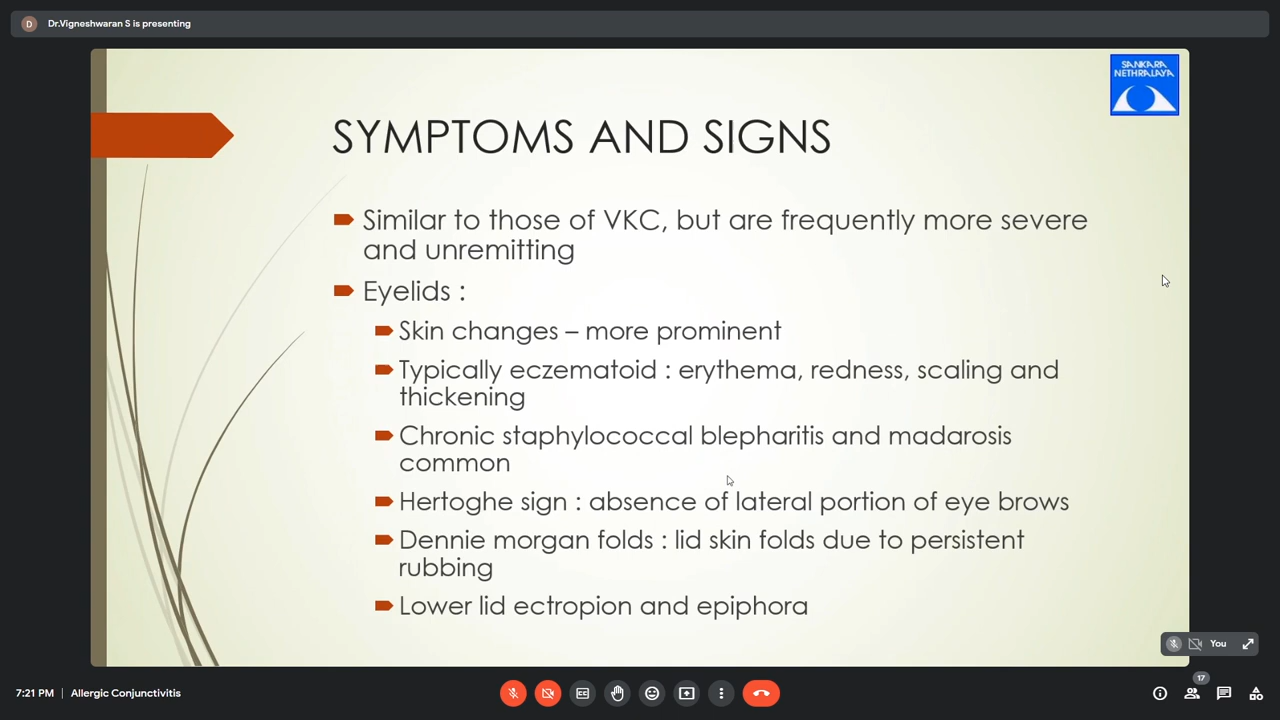 D Dr.Vigneshwaran S is presenting
SANKARA
NETHRALAYA
SYMPTOMS AND SIGNS
Similar to those of VKC, but are frequently more severe
and unremitting
Eyelids :
Skin changes – more prominent
Typically eczematoid : erythema, redness, scaling and
thickening
Chronic staphylococcal blepharitis and madarosis
common
Hertoghe sign : absence of lateral portion of eye brows
Dennie morgan folds : lid skin folds due to persistent
rubbing
Lower lid ectropion and epiphora
You
7:21 PM | Allergic Conjunctivitis
17